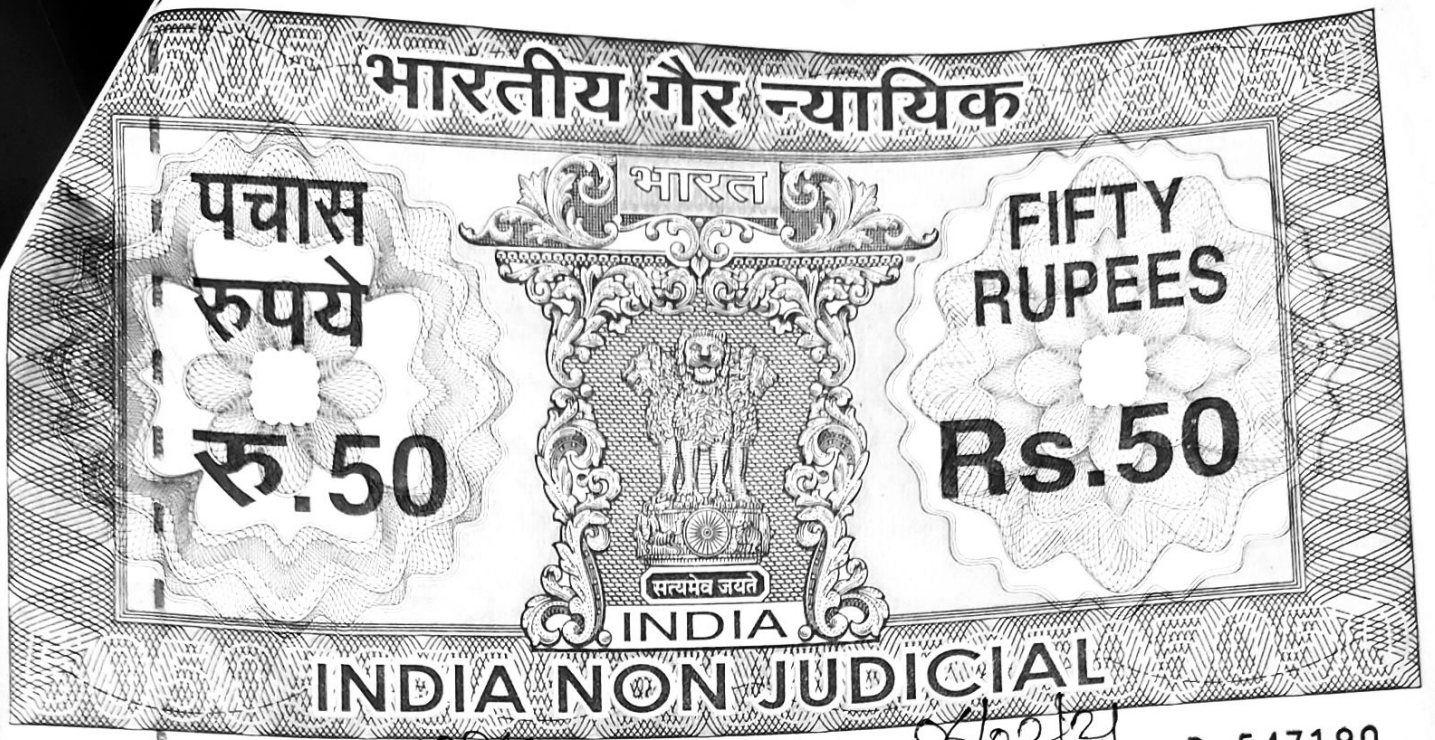 भारतीय गैर न्यायिक
पचास
रुपये
रु.50
भारत
सत्यमेव जयते
INDIA
FIFTY
RUPEES
Rs.50
INDIA NON JUDICIAL